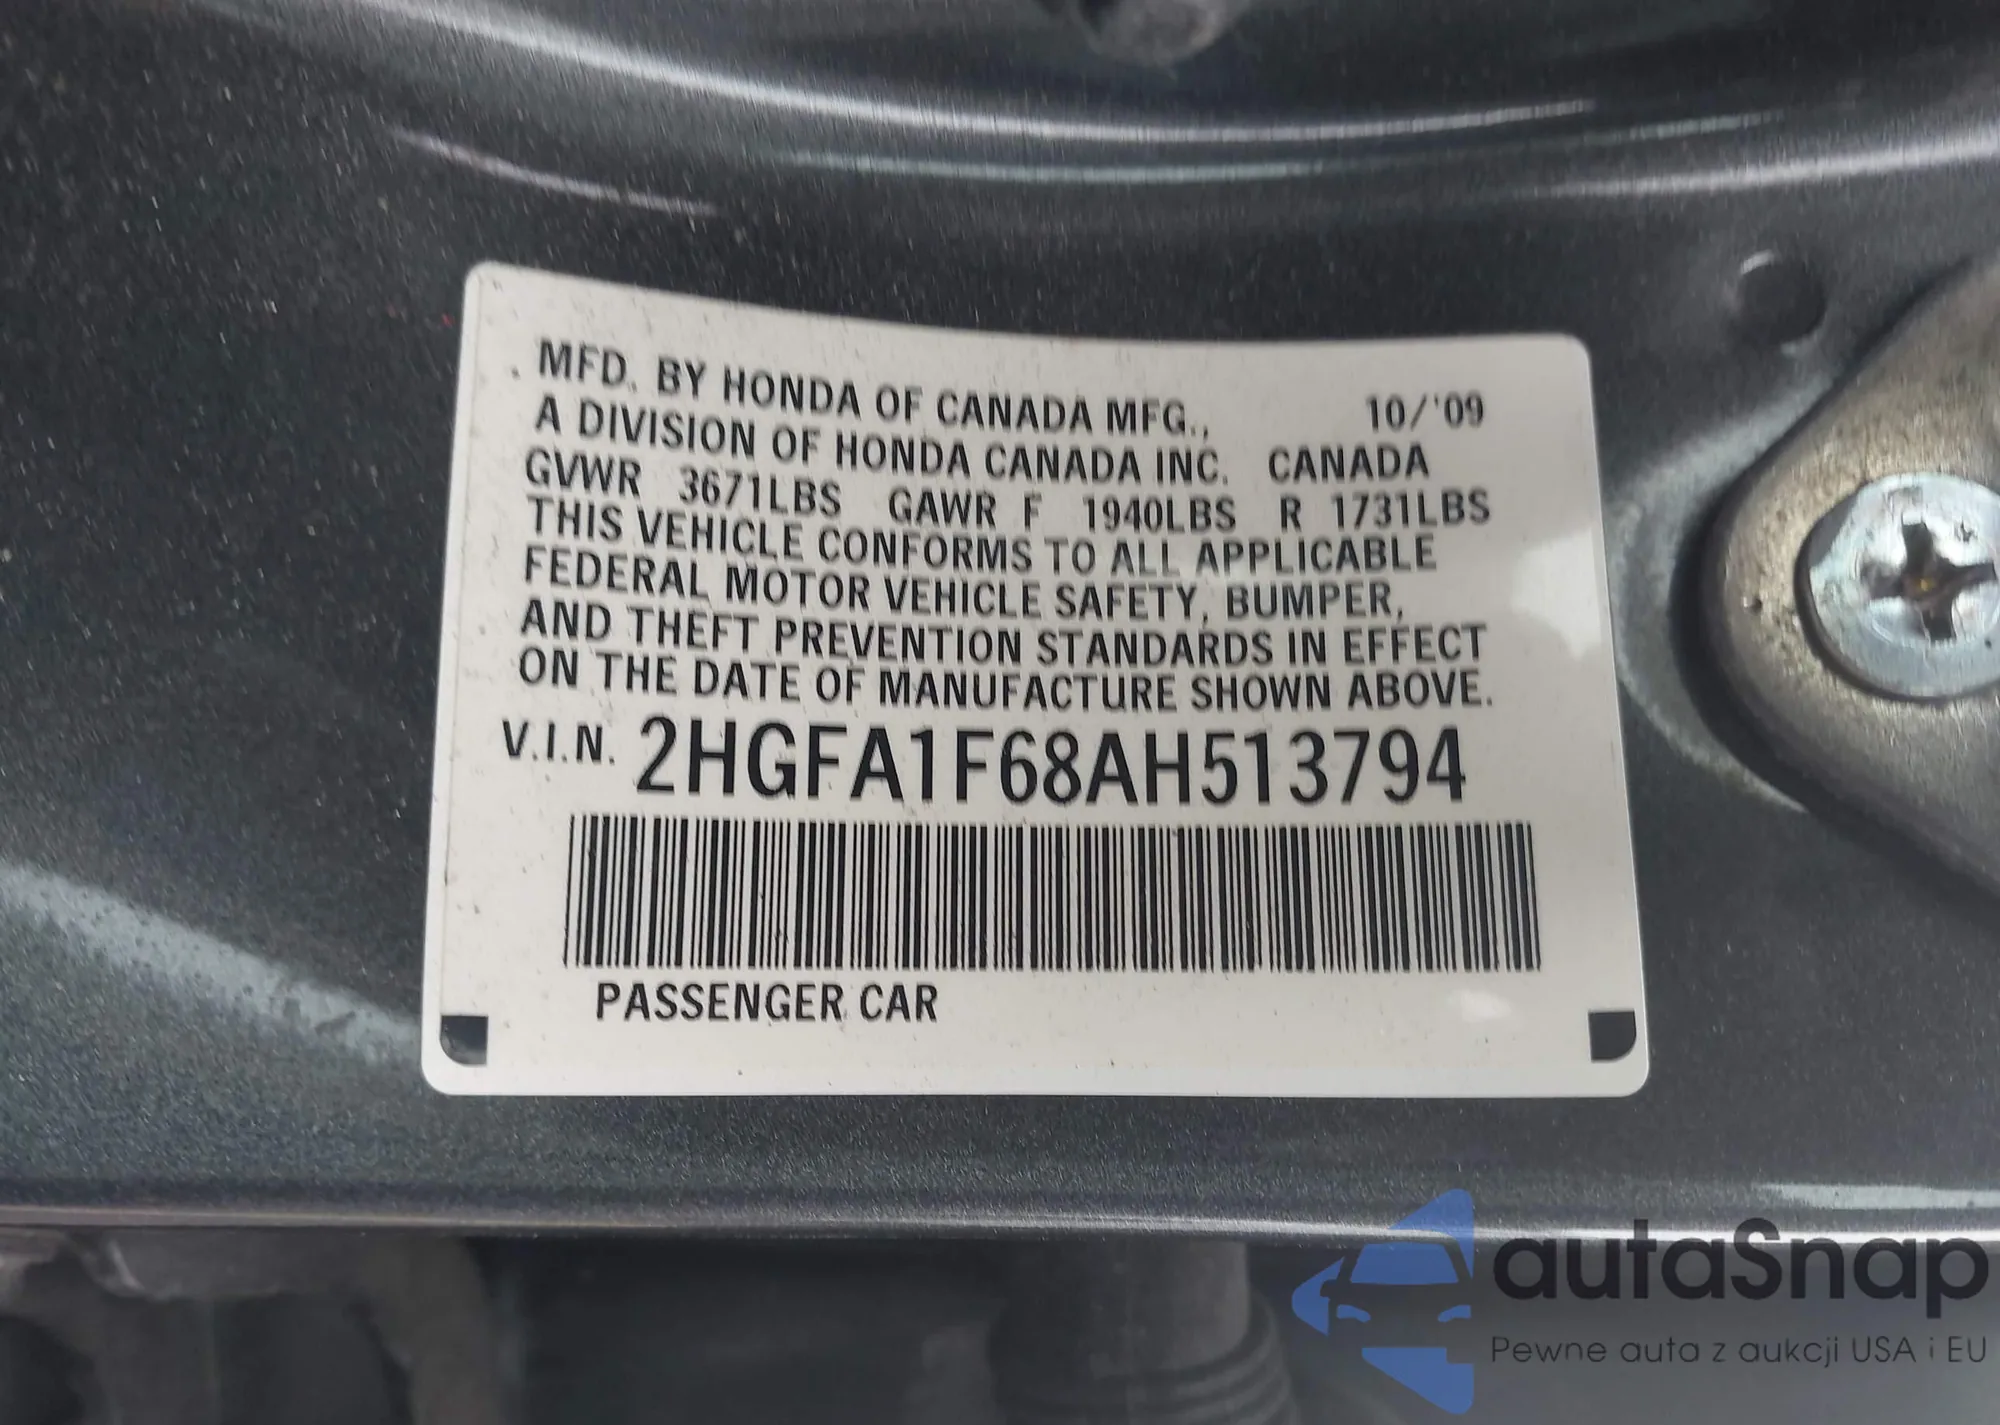 MFD. BY HONDA OF CANADA MFG., 10/'09
A DIVISION OF HONDA CANADA INC. CANADA
GVWR 3671LBS GAWR F 1940LBS R 1731LBS
THIS VEHICLE CONFORMS TO ALL APPLICABLE
FEDERAL MOTOR VEHICLE SAFETY, BUMPER,
AND THEFT PREVENTION STANDARDS IN EFFECT
ON THE DATE OF MANUFACTURE SHOWN ABOVE.
V.I.N. 2HGFA1F68AH513794
PASSENGER CAR
autaSnap
Pewne auta z aukcji USA i EU